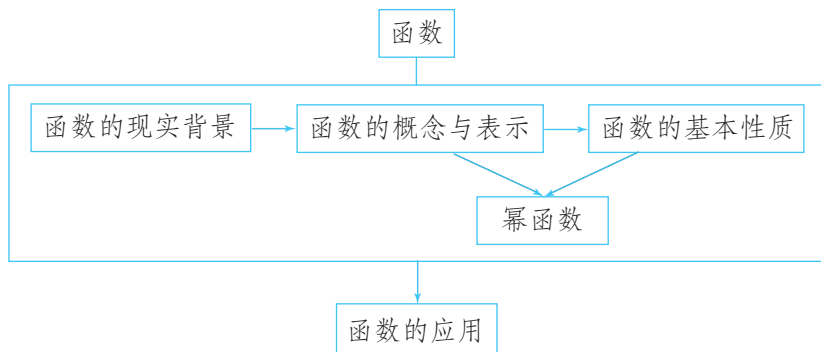 函数
函数的现实背景
函数的概念与表示
函数的基本性质
幂函数
函数的应用